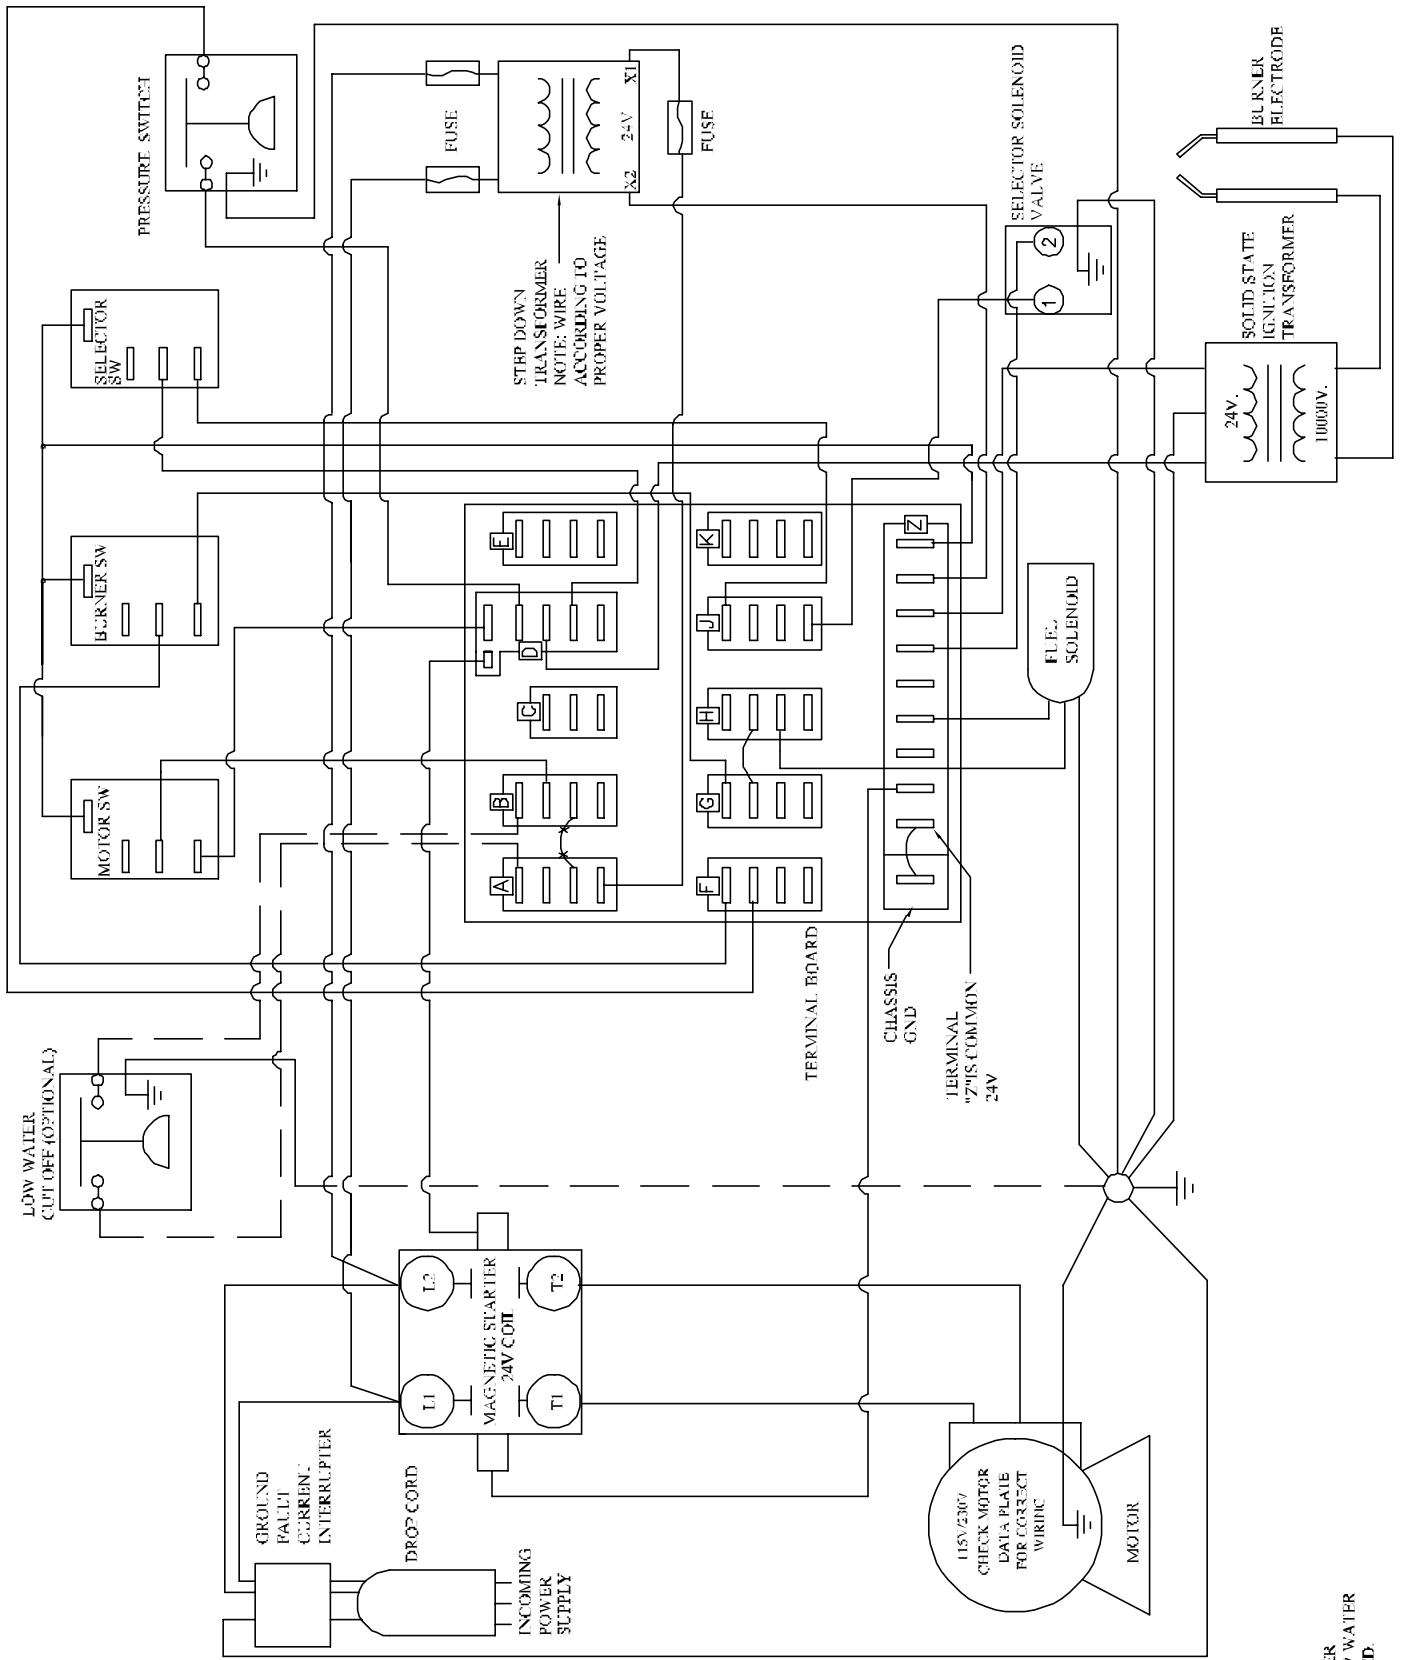 PRESSURE SWITCH
SELECTOR
SW
BURNER SW
MOTOR SW
LOW WATER
CUT OFF (OPTIONAL)
FUSE
X1
24V
X2
FUSE
STEP DOWN
TRANSFORMER
NOTE: WIRE
ACCORDING TO
PROPER VOLTAGE
SELECTOR SOLENOID
VALVE
1
2
BURNER
ELECTRODE
SOLID STATE
IGNITION
TRANSFORMER
24V.
10000V.
A
B
C
D
E
F
G
H
J
K
Z
TERMINAL BOARD
CHASSIS
GND
TERMINAL
"Z" IS COMMON
24V
FUEL
SOLENOID
L2
L1
T2
T1
MAGNETIC STARTER
24V COIL
GROUND
FAULT
CURRENT
INTERRUPTER
DROP CORD
INCOMING
POWER
SUPPLY
115V/230V
CHECK MOTOR
DATA PLATE
FOR CORRECT
WIRING
MOTOR
WATER